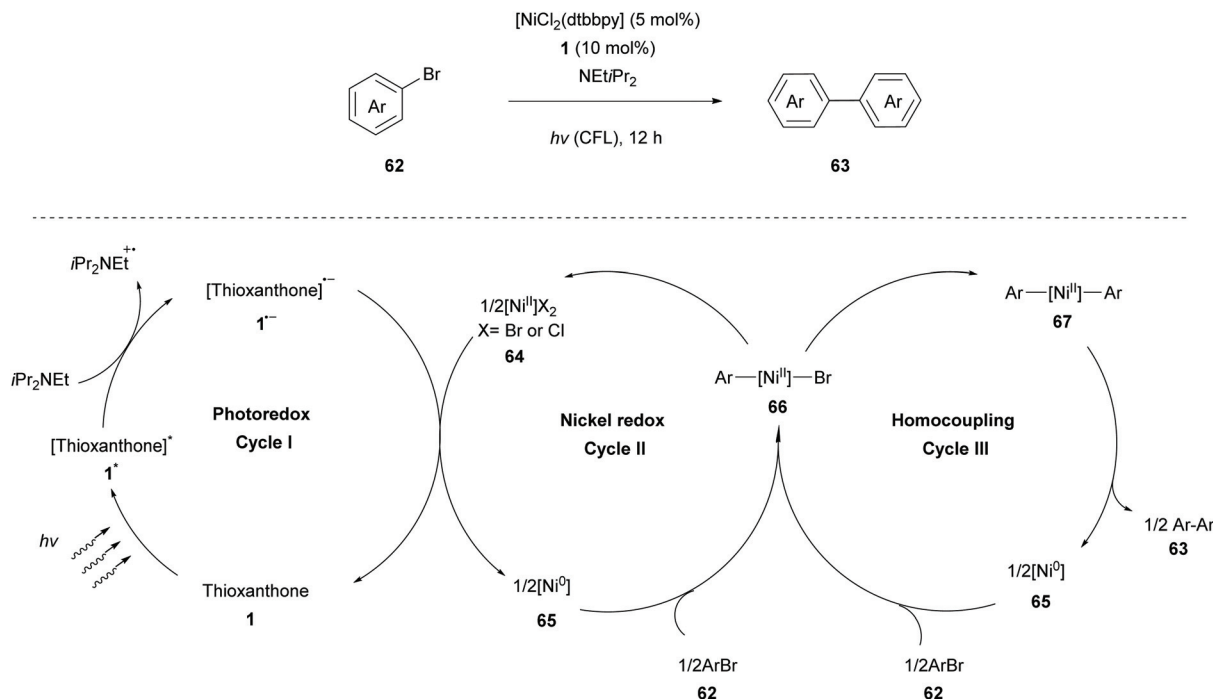 [NiCl₂(dtbbpy] (5 mol%)
1 (10 mol%)
NEtiPr₂
hν (CFL), 12 h
Br
Ar
62
Ar
Ar
63
iPr₂NEt⁺•
[Thioxanthone]•⁻
1•⁻
iPr₂NEt
[Thioxanthone]*
1*
hν
Thioxanthone
1
Photoredox
Cycle I
1/2[Niᴵᴵ]X₂
X= Br or Cl
64
Nickel redox
Cycle II
1/2[Ni⁰]
65
1/2ArBr
62
Ar—[Niᴵᴵ]—Br
66
Homocoupling
Cycle III
Ar—[Niᴵᴵ]—Ar
67
1/2 Ar-Ar
63
1/2[Ni⁰]
65
1/2ArBr
62